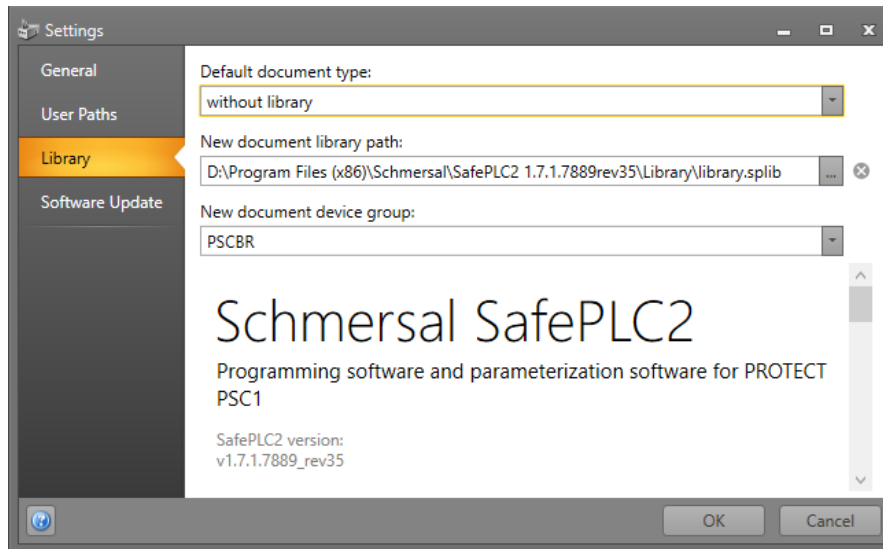 Settings
General
User Paths
Library
Software Update
Default document type:
without library
New document library path:
D:\Program Files (x86)\Schmersal\SafePLC2 1.7.1.7889rev35\Library\library.splib
...
New document device group:
PSCBR
Schmersal SafePLC2
Programming software and parameterization software for PROTECT
PSC1
SafePLC2 version:
v1.7.1.7889_rev35
OK
Cancel